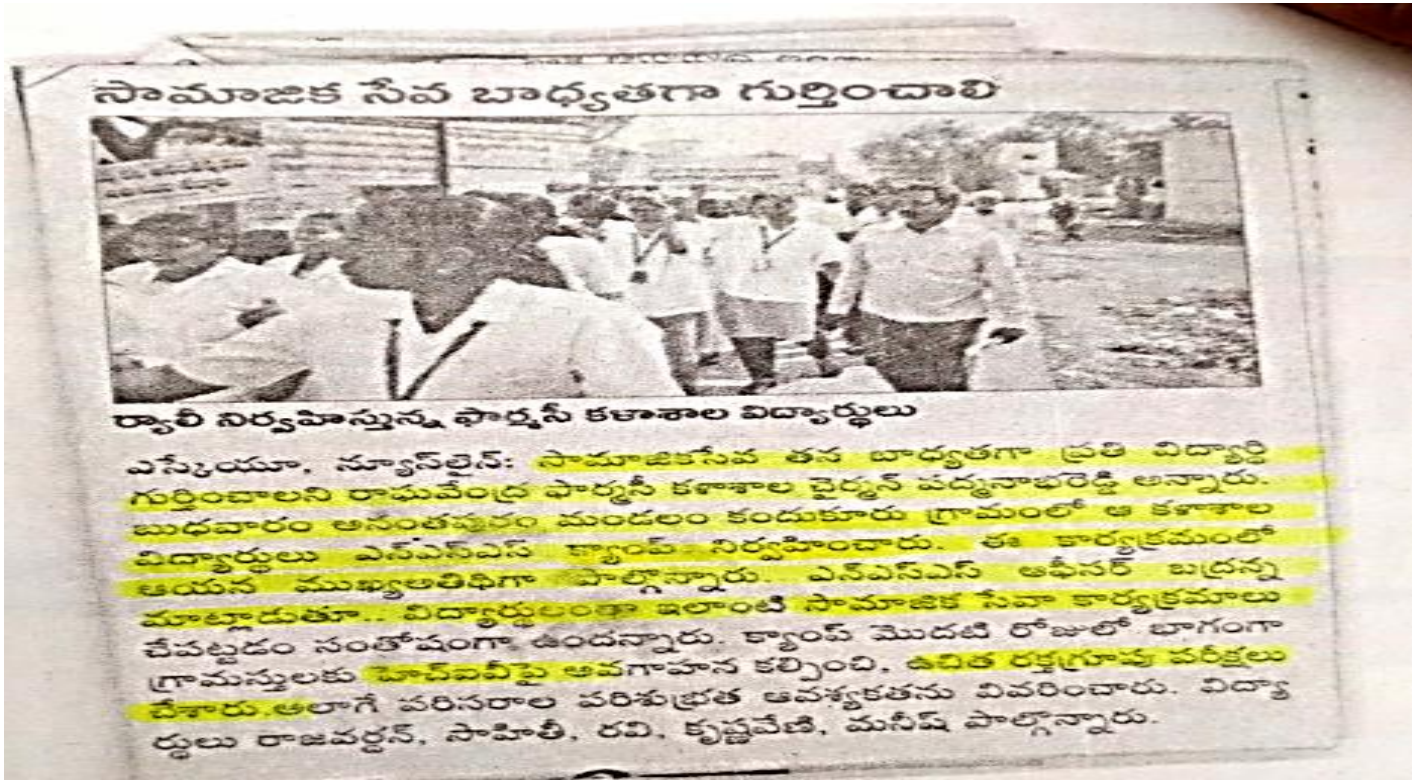 సామాజిక సేవ బాధ్యతగా గుర్తించాలి
ర్యాలీ నిర్వహిస్తున్న ఫార్మసీ కళాశాల విద్యార్థులు
ఎస్కేయూ, న్యూస్‌లైన్: సామాజికసేవ తన బాధ్యతగా ప్రతి విద్యార్థి
గుర్తించాలని రాఘవేంద్ర ఫార్మసీ కళాశాల చైర్మన్ పద్మనాభరెడ్డి అన్నారు.
బుధవారం అనంతపురం మండలం కందుకూరు గ్రామంలో ఆ కళాశాల
విద్యార్థులు ఎన్ఎస్ఎస్ క్యాంప్ నిర్వహించారు. ఈ కార్యక్రమంలో
ఆయన ముఖ్యఅతిథిగా పాల్గొన్నారు. ఎన్ఎస్ఎస్ ఆఫీసర్ బద్రన్న
మాట్లాడుతూ.. విద్యార్థులంతా ఇలాంటి సామాజిక సేవా కార్యక్రమాలు
చేపట్టడం సంతోషంగా ఉందన్నారు. క్యాంప్ మొదటి రోజులో భాగంగా
గ్రామస్తులకు హెచ్ఐవీపై అవగాహన కల్పించి, ఉచిత రక్తగ్రూపు పరీక్షలు
చేశారు.అలాగే పరిసరాల పరిశుభ్రత ఆవశ్యకతను వివరించారు. విద్యా
ర్థులు రాజవర్దన్, సాహితీ, రవి, కృష్ణవేణి, మనీష్ పాల్గొన్నారు.